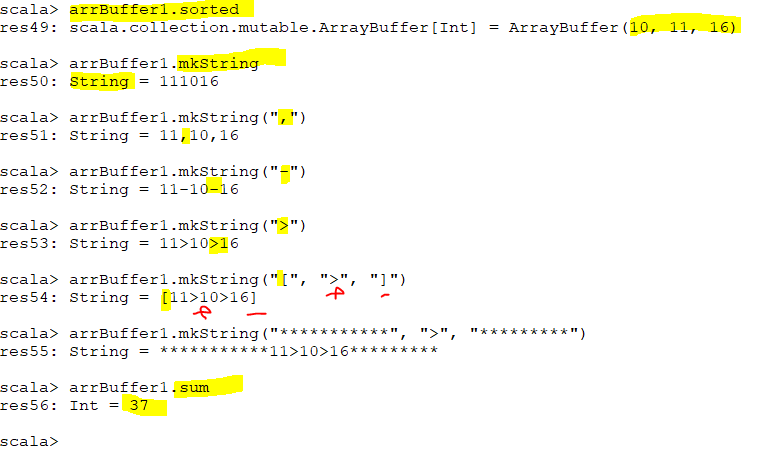 scala> arrBuffer1.sorted
res49: scala.collection.mutable.ArrayBuffer[Int] = ArrayBuffer(10, 11, 16)
scala> arrBuffer1.mkString
res50: String = 111016
scala> arrBuffer1.mkString(",")
res51: String = 11,10,16
scala> arrBuffer1.mkString("-")
res52: String = 11-10-16
scala> arrBuffer1.mkString(">")
res53: String = 11>10>16
scala> arrBuffer1.mkString("[", ">", "]")
res54: String = [11>10>16]
scala> arrBuffer1.mkString("***********", ">", "*********")
res55: String = ***********11>10>16*********
scala> arrBuffer1.sum
res56: Int = 37
scala>